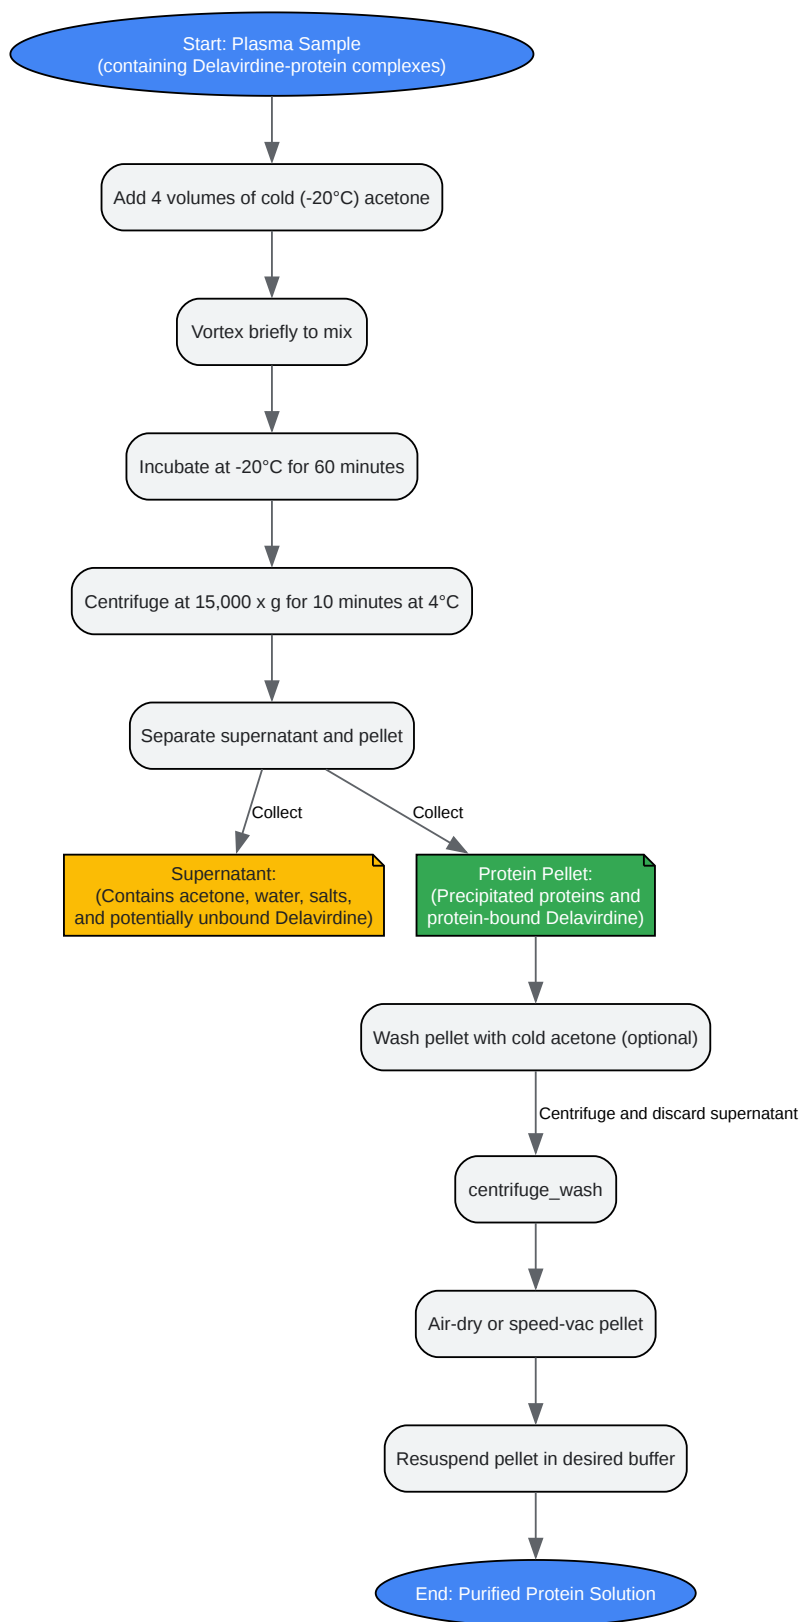 Start: Plasma Sample
(containing Delavirdine-protein complexes)
Add 4 volumes of cold (-20°C) acetone
Vortex briefly to mix
Incubate at -20°C for 60 minutes
Centrifuge at 15,000 x g for 10 minutes at 4°C
Separate supernatant and pellet
Collect
Collect
Supernatant:
(Contains acetone, water, salts,
and potentially unbound Delavirdine)
Protein Pellet:
(Precipitated proteins and
protein-bound Delavirdine)
Wash pellet with cold acetone (optional)
Centrifuge and discard supernatant
centrifuge_wash
Air-dry or speed-vac pellet
Resuspend pellet in desired buffer
End: Purified Protein Solution